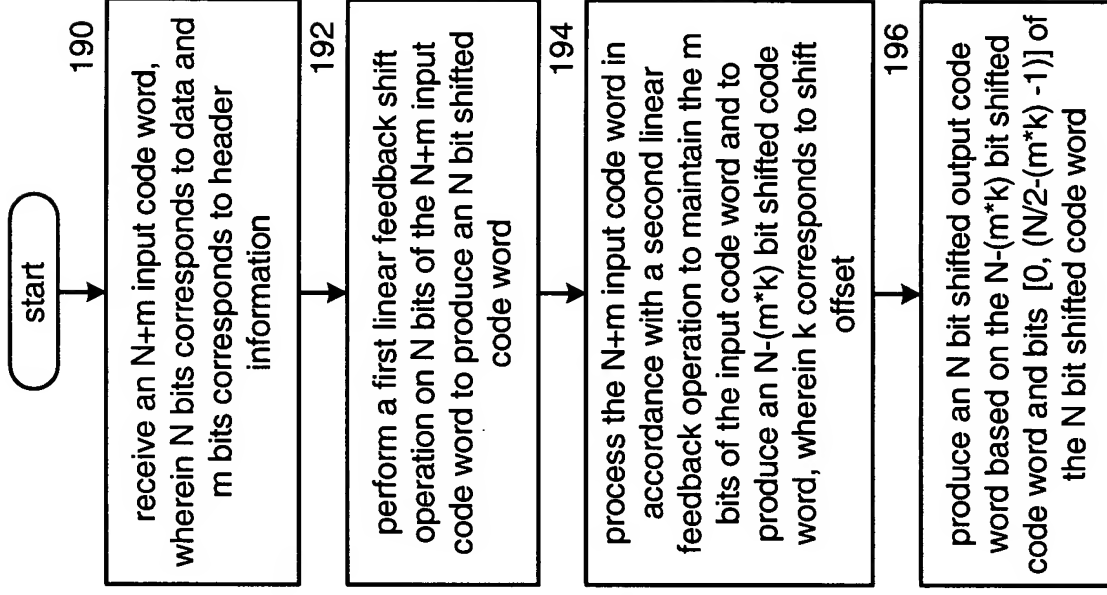 start
190
receive an N+m input code word,
wherein N bits corresponds to data and
m bits corresponds to header
information
192
perform a first linear feedback shift
operation on N bits of the N+m input
code word to produce an N bit shifted
code word
194
process the N+m input code word in
accordance with a second linear
feedback operation to maintain the m
bits of the input code word and to
produce an N-(m*k) bit shifted code
word, wherein k corresponds to shift
offset
196
produce an N bit shifted output code
word based on the N-(m*k) bit shifted
code word and bits [0, (N/2-(m*k) -1)] of
the N bit shifted code word